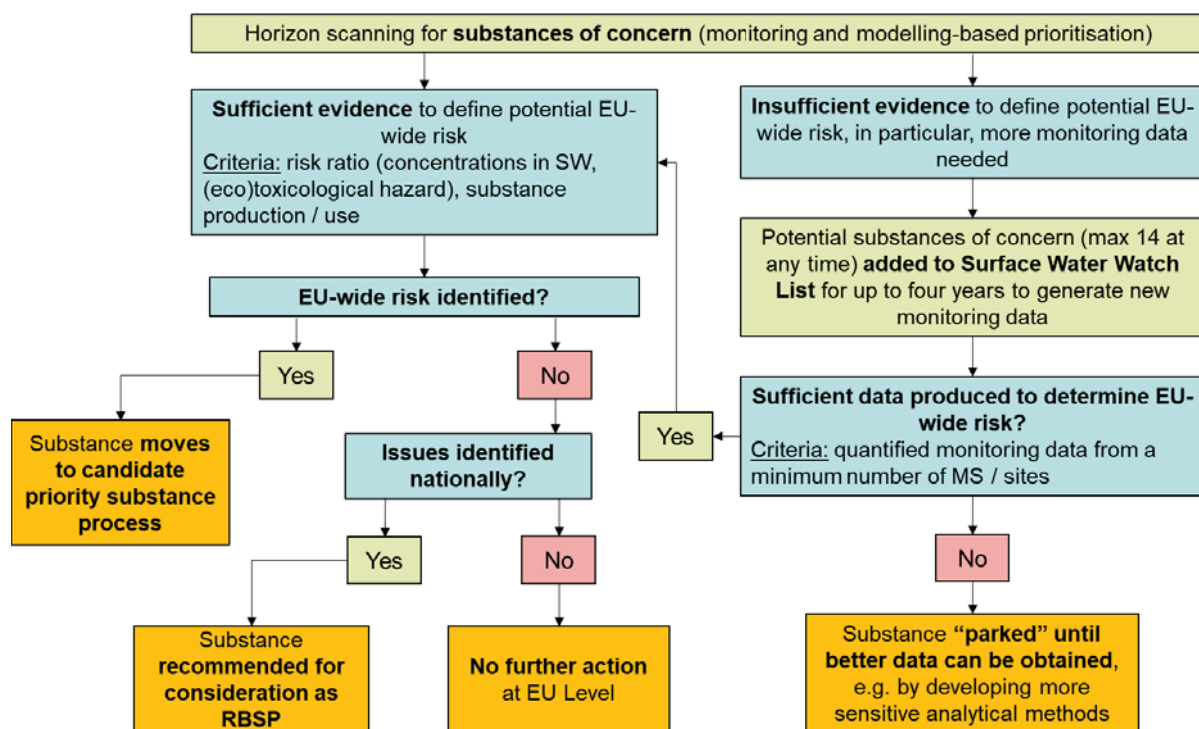 Horizon scanning for substances of concern (monitoring and modelling-based prioritisation)
Sufficient evidence to define potential EU-
wide risk
Criteria: risk ratio (concentrations in SW,
(eco)toxicological hazard), substance
production / use
Insufficient evidence to define potential EU-
wide risk, in particular, more monitoring data
needed
Potential substances of concern (max 14 at
any time) added to Surface Water Watch
List for up to four years to generate new
monitoring data
EU-wide risk identified?
Yes
No
Sufficient data produced to determine EU-
wide risk?
Criteria: quantified monitoring data from a
minimum number of MS / sites
Yes
Substance moves
to candidate
priority substance
process
Issues identified
nationally?
Yes
No
No
Substance
recommended for
consideration as
RBSP
No further action
at EU Level
Substance “parked” until
better data can be obtained,
e.g. by developing more
sensitive analytical methods